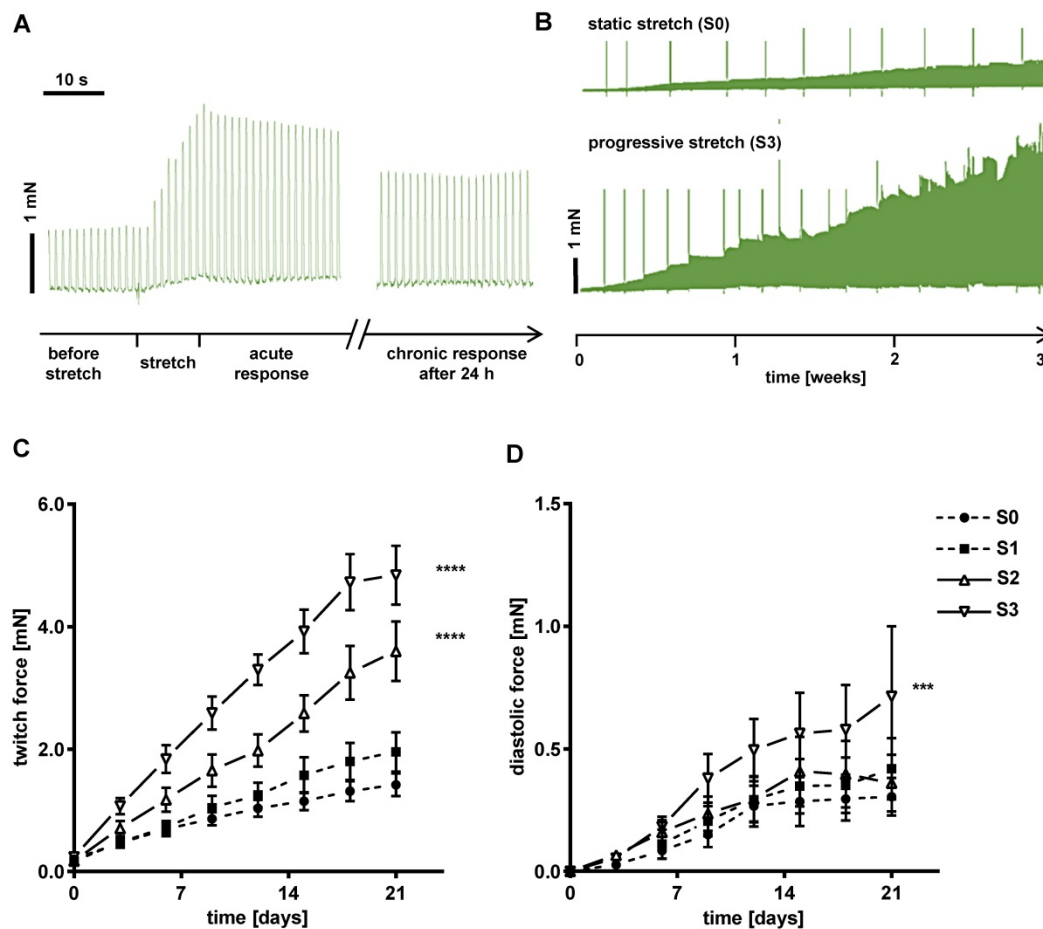 A
10 s
1 mN
before
stretch
stretch
acute
response
chronic response
after 24 h
B
static stretch (S0)
progressive stretch (S3)
1 mN
0
1
2
3
time [weeks]
C
6.0
4.0
2.0
0.0
twitch force [mN]
****
****
0
7
14
21
time [days]
D
1.5
1.0
0.5
0.0
diastolic force [mN]
***
0
7
14
21
time [days]
S0
S1
S2
S3